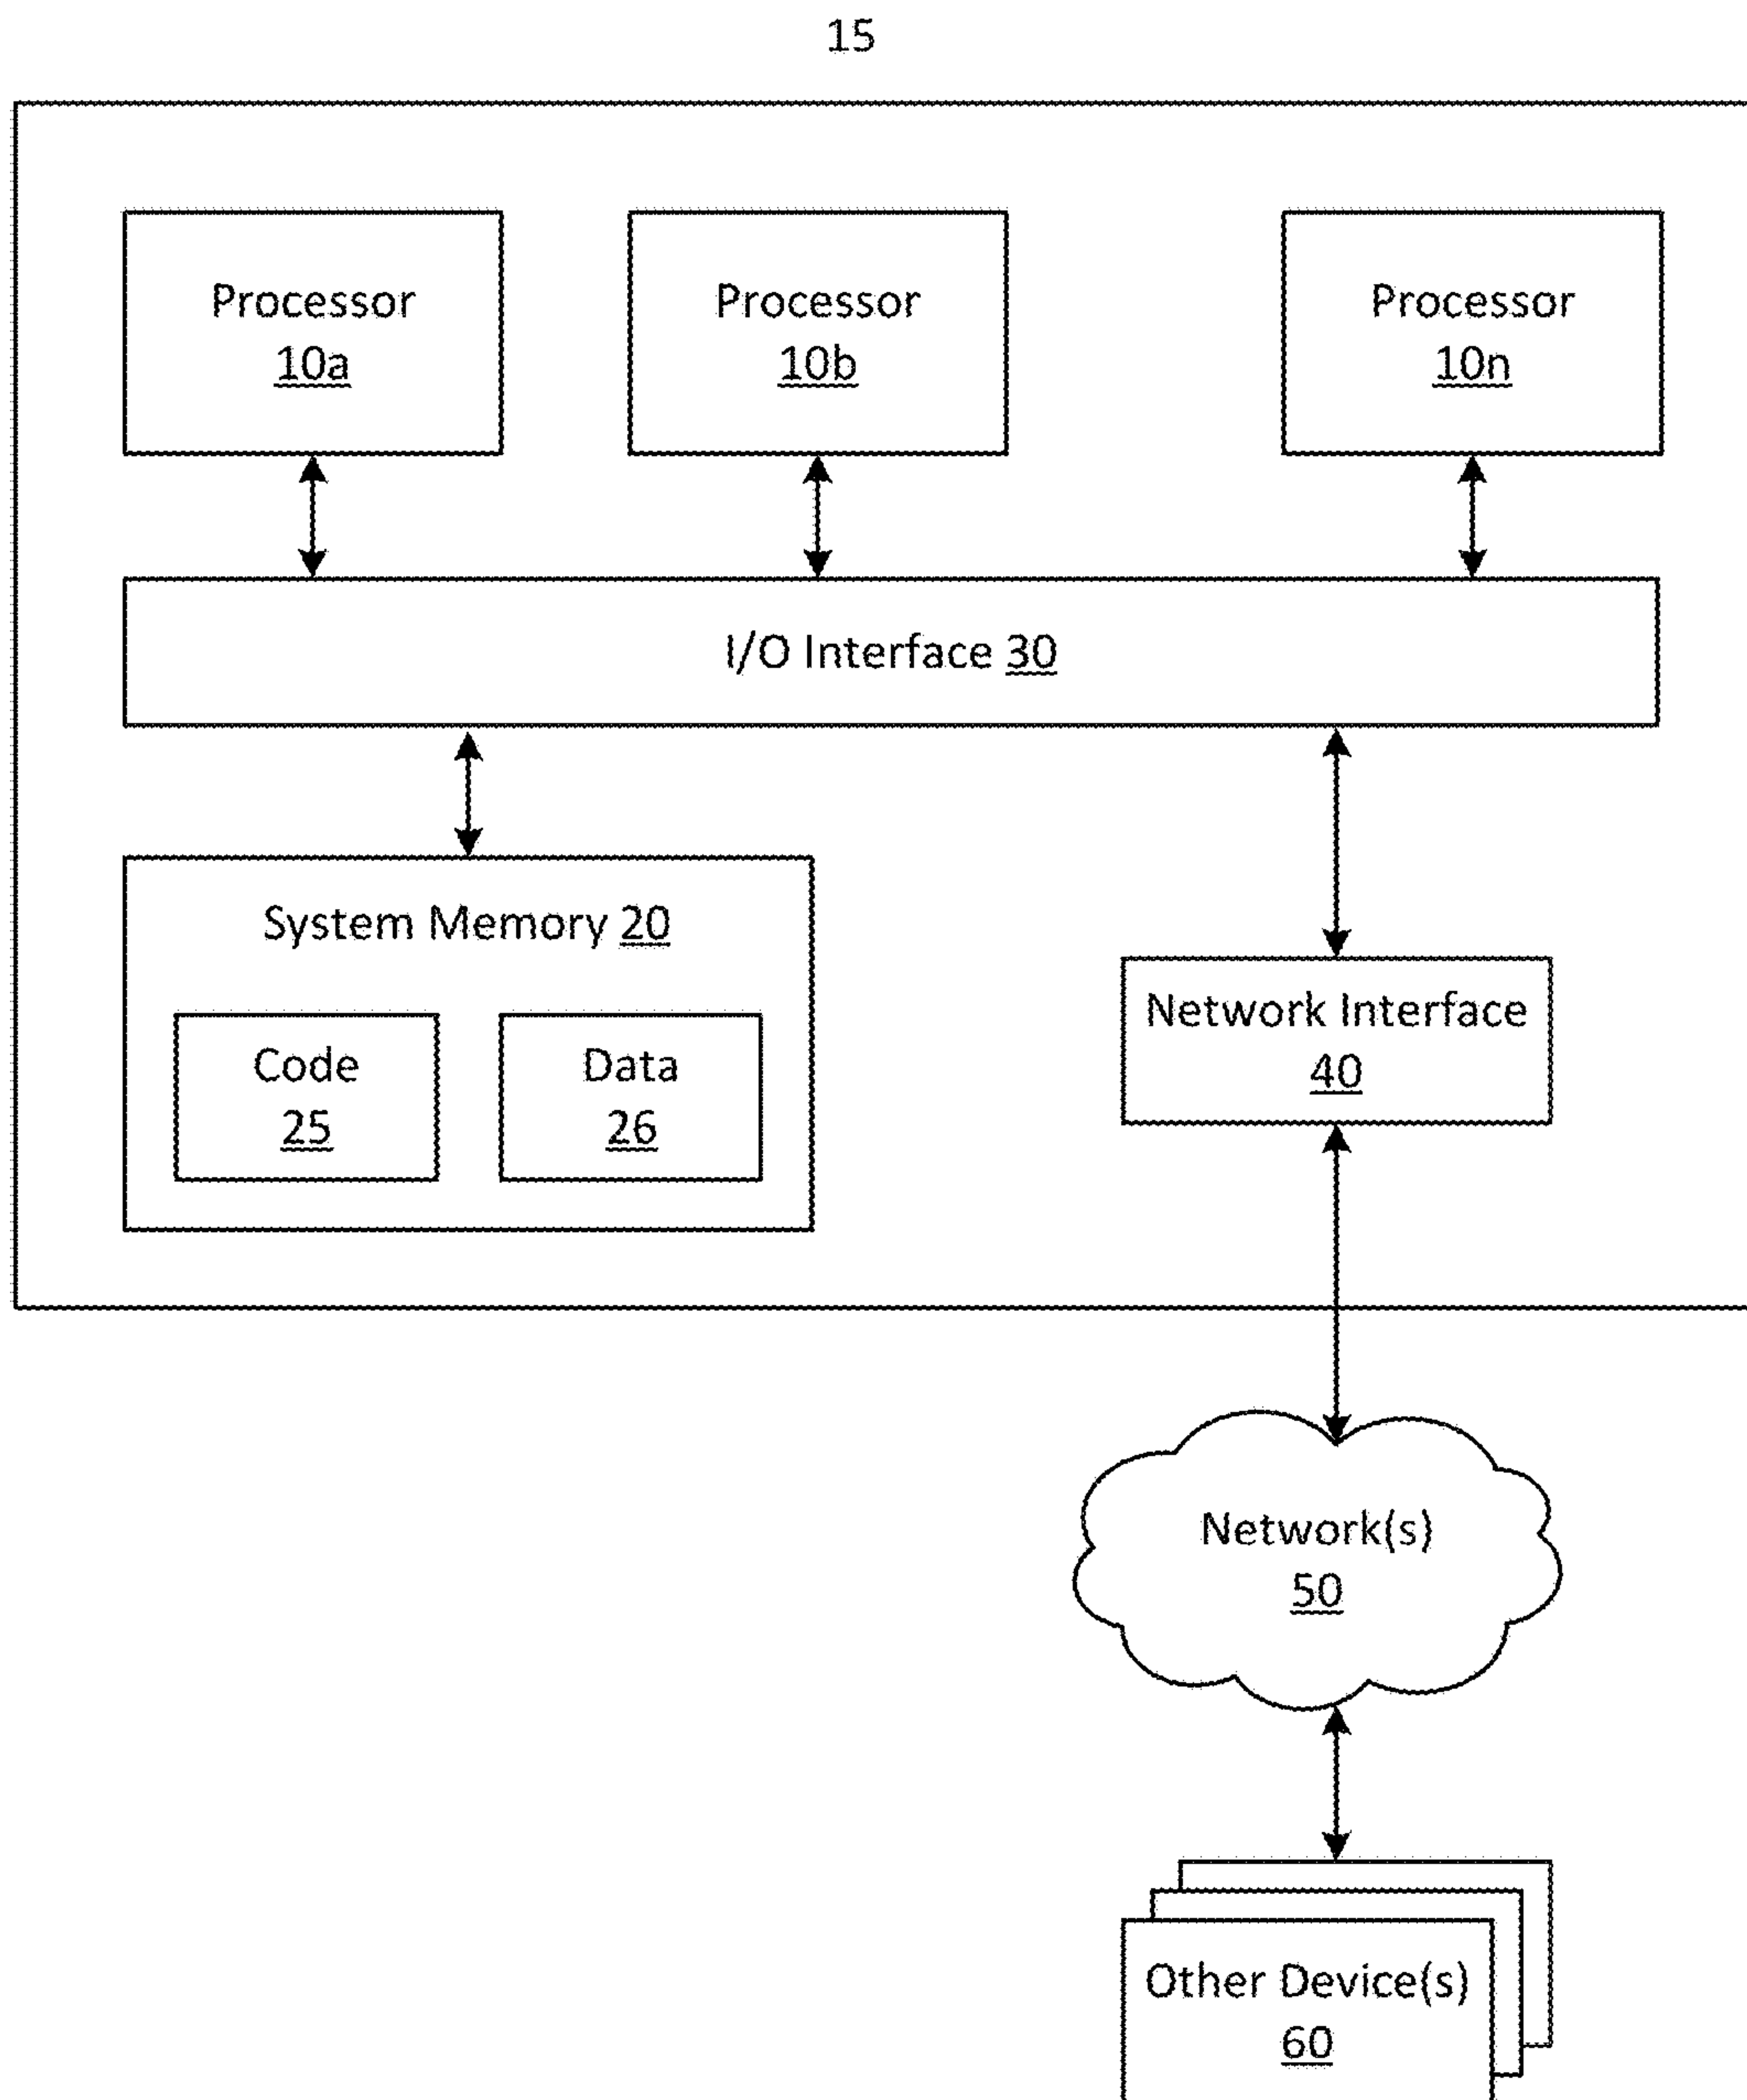 15
Processor
10a
Processor
10b
Processor
10n
I/O Interface 30
System Memory 20
Code
25
Data
26
Network Interface
40
Network(s)
50
Other Device(s)
60